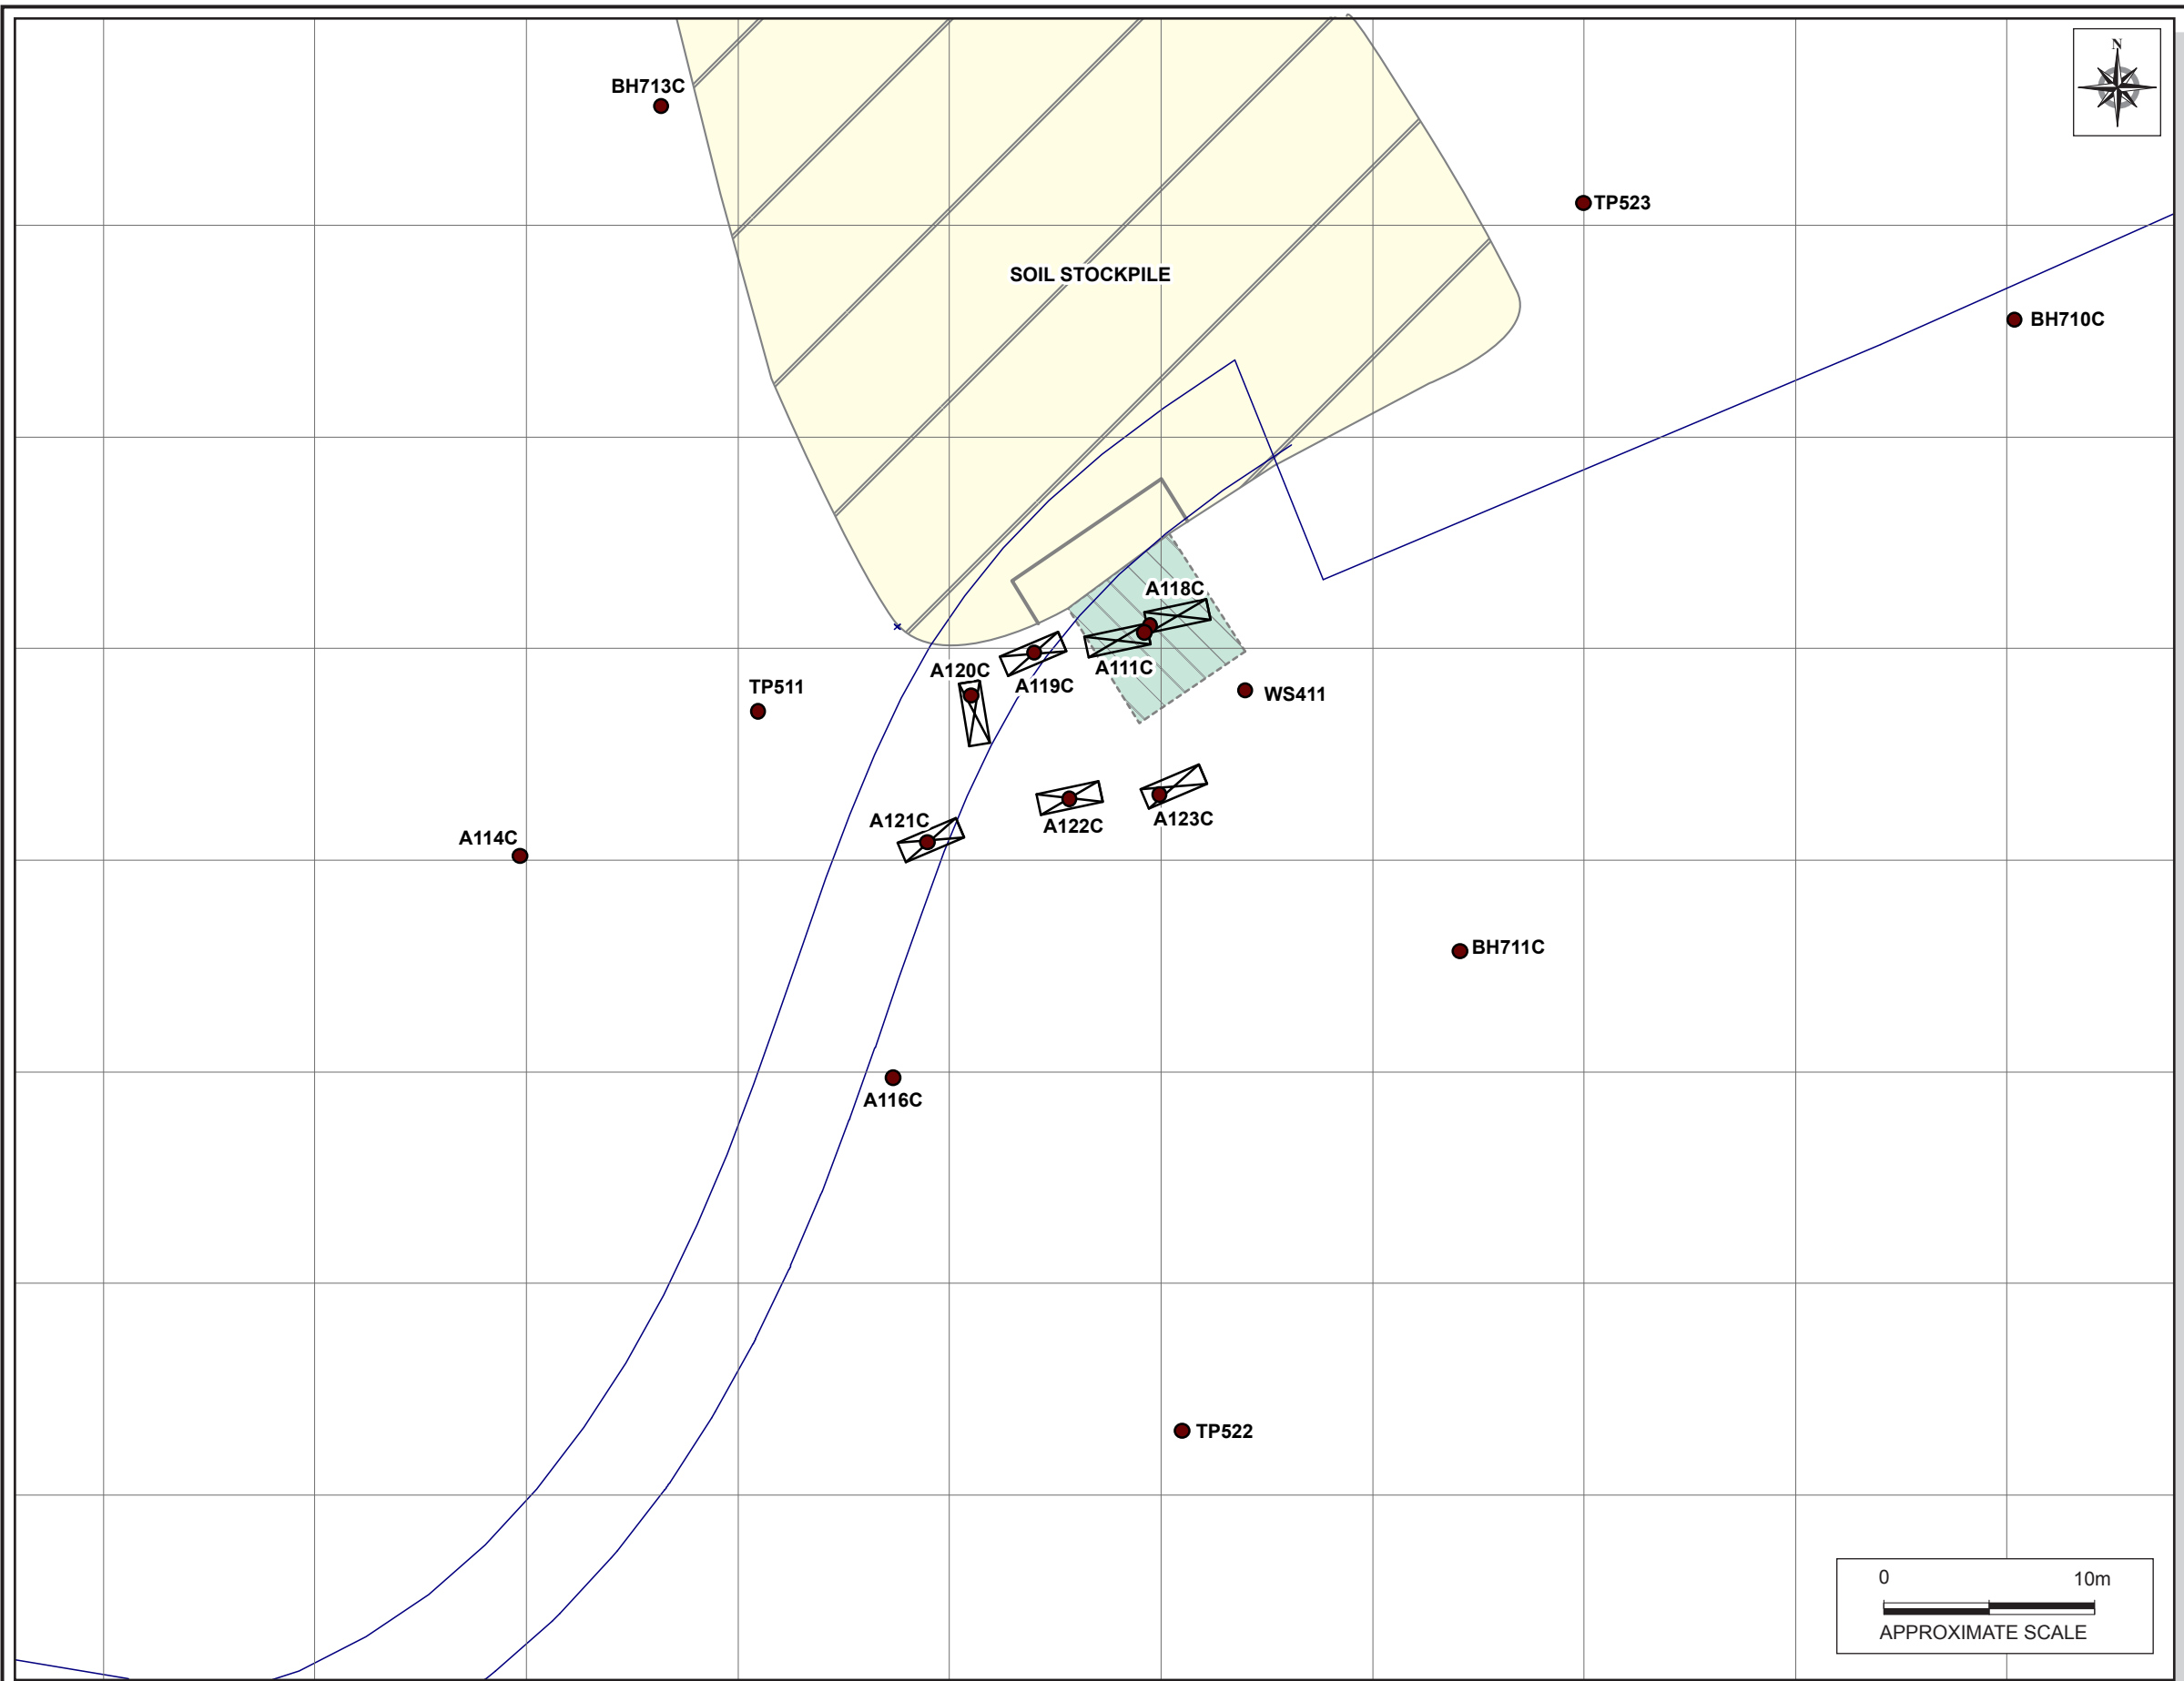 N
BH713C
TP523
SOIL STOCKPILE
BH710C
A118C
A120C
A111C
A119C
TP511
WS411
A121C
A122C
A123C
A114C
BH711C
A116C
TP522
0 10m
APPROXIMATE SCALE